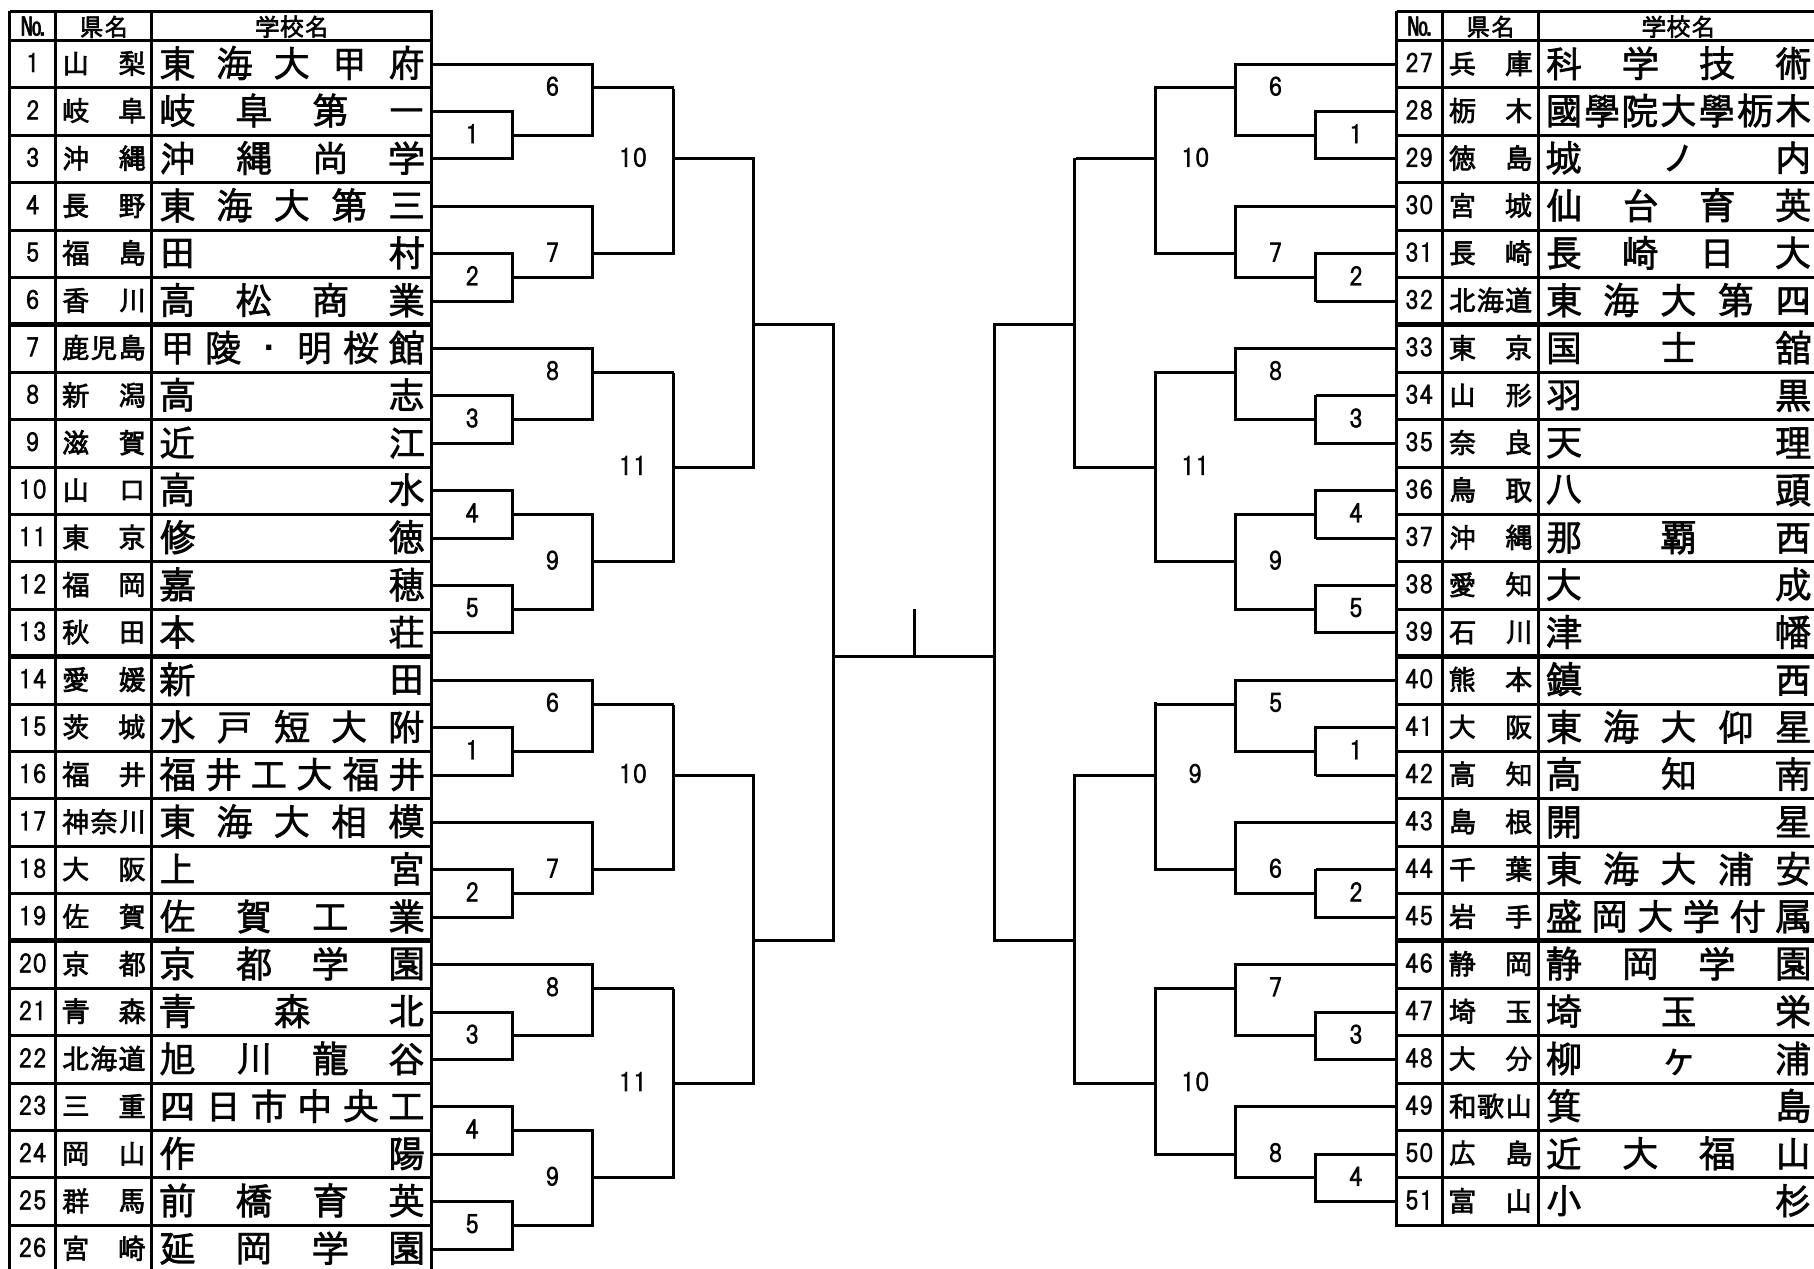 № 県名 学校名
1 山梨 東海大甲府
2 岐阜 岐阜第一
3 沖縄 沖縄尚学
4 長野 東海大第三
5 福島 田村
6 香川 高松商業
7 鹿児島 甲陵・明桜館
8 新潟 高志
9 滋賀 近江
10 山口 高水
11 東京 修徳
12 福岡 嘉穂
13 秋田 本荘
14 愛媛 新田
15 茨城 水戸短大附
16 福井 福井工大福井
17 神奈川 東海大相模
18 大阪 上宮
19 佐賀 佐賀工業
20 京都 京都学園
21 青森 青森北
22 北海道 旭川龍谷
23 三重 四日市中央工
24 岡山 作陽
25 群馬 前橋育英
26 宮崎 延岡学園
6
1
10
7
2
8
3
11
4
9
5
6
1
10
7
2
8
3
11
4
9
5
6
1
10
7
2
8
3
11
4
9
5
5
1
9
6
2
7
3
10
8
4
№ 県名 学校名
27 兵庫 科学技術
28 栃木 國學院大學栃木
29 徳島 城ノ内
30 宮城 仙台育英
31 長崎 長崎日大
32 北海道 東海大第四
33 東京 国士舘
34 山形 羽黒
35 奈良 天理
36 鳥取 八頭
37 沖縄 那覇西
38 愛知 大成
39 石川 津幡
40 熊本 鎮西
41 大阪 東海大仰星
42 高知 高知南
43 島根 開星
44 千葉 東海大浦安
45 岩手 盛岡大学付属
46 静岡 静岡学園
47 埼玉 埼玉栄
48 大分 柳ヶ浦
49 和歌山 箕島
50 広島 近大福山
51 富山 小杉